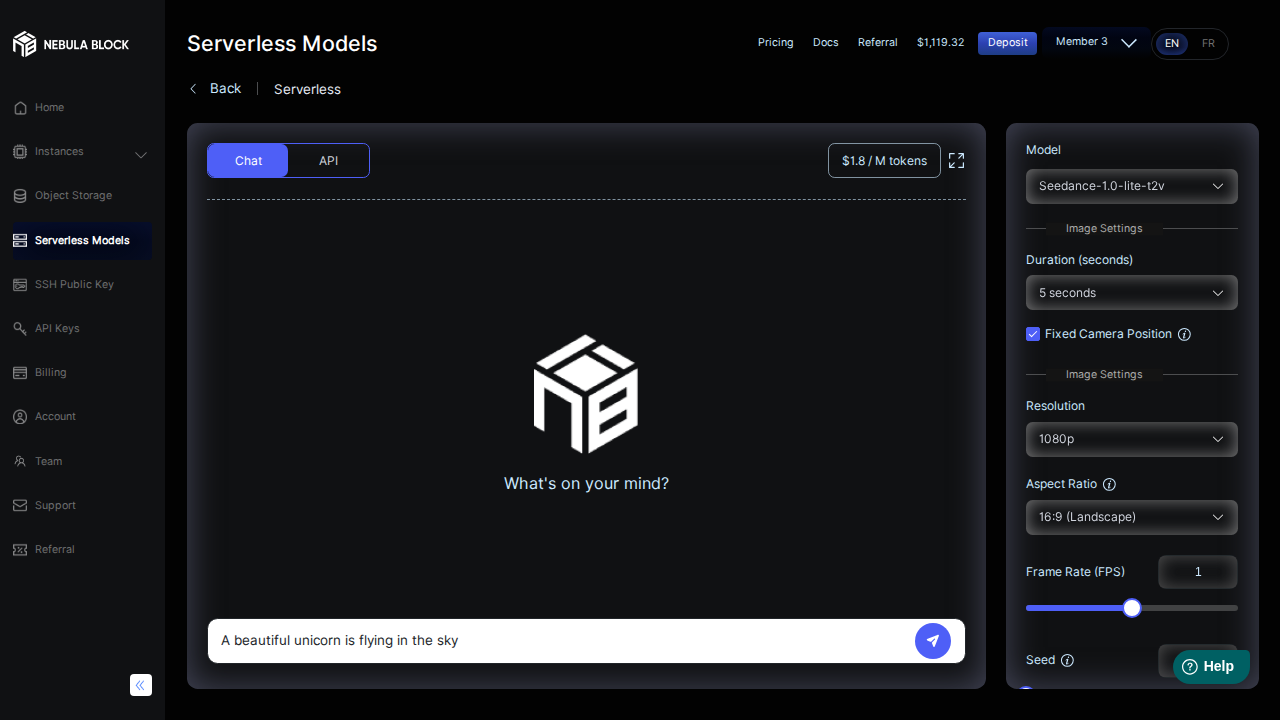 NEBULA BLOCK
Home
Instances
Object Storage
Serverless Models
SSH Public Key
API Keys
Billing
Account
Team
Support
Referral
Serverless Models
Pricing
Docs
Referral
$1,119.32
Deposit
Member 3
EN
FR
Back
Serverless
Chat
API
$1.8 / M tokens
What's on your mind?
A beautiful unicorn is flying in the sky
Model
Seedance-1.0-lite-t2v
Image Settings
Duration (seconds)
5 seconds
Fixed Camera Position
Image Settings
Resolution
1080p
Aspect Ratio
16:9 (Landscape)
Frame Rate (FPS)
1
Seed
Help